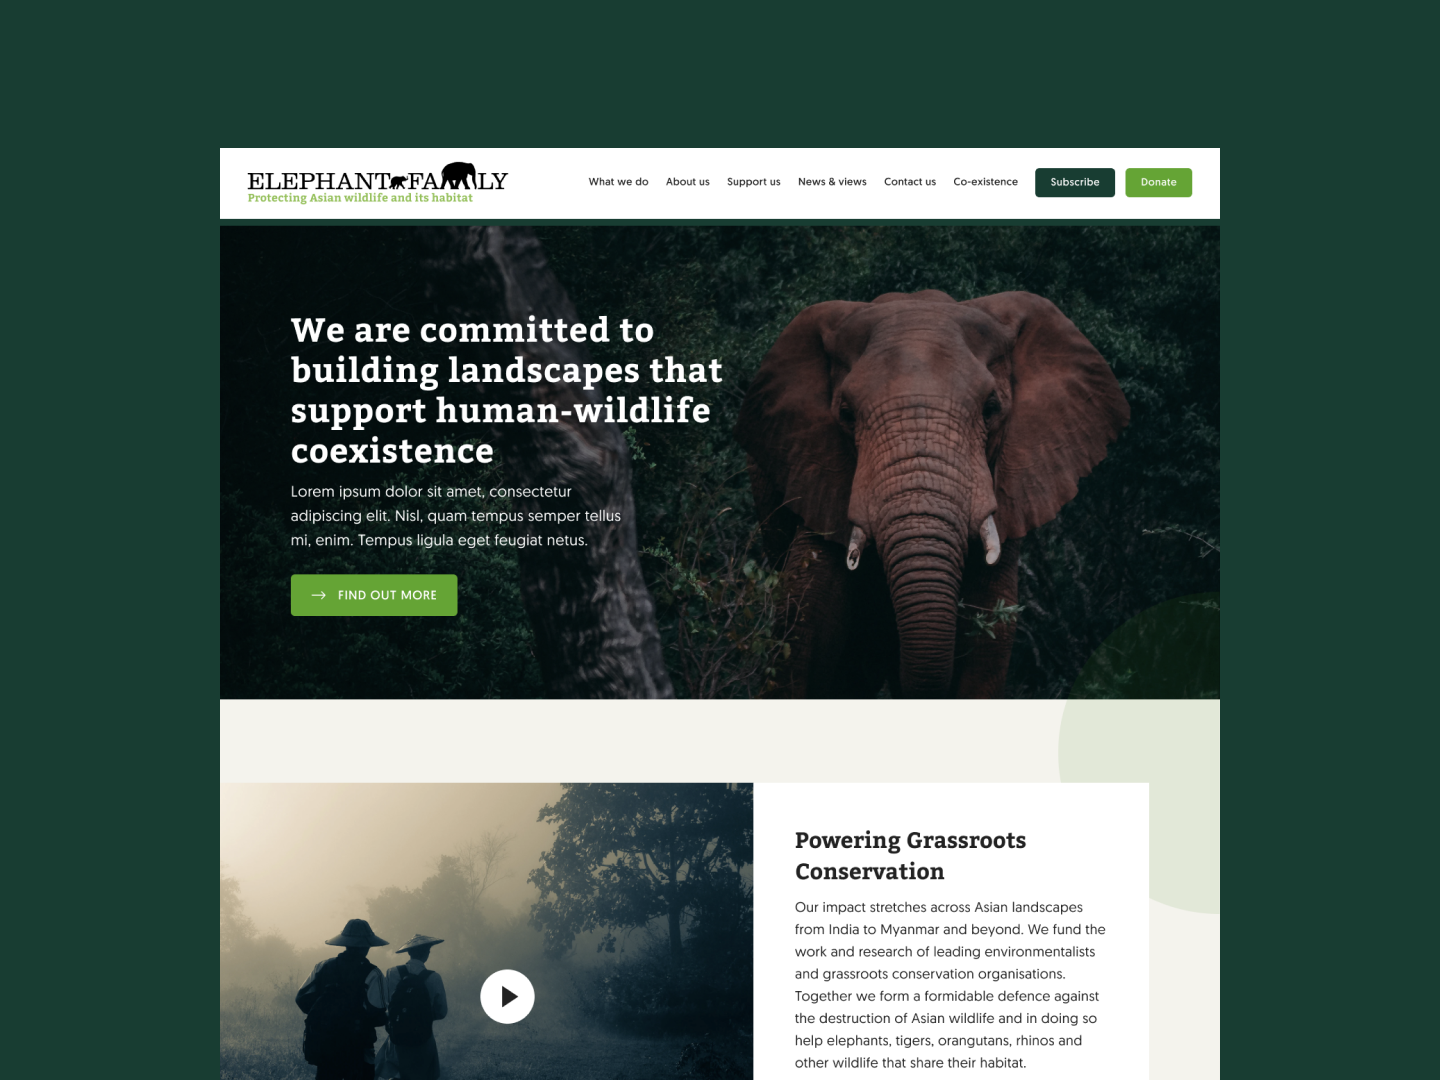 ELEPHANT FAMILY
Protecting Asian wildlife and its habitat
What we do
About us
Support us
News & views
Contact us
Co-existence
Subscribe
Donate
We are committed to
building landscapes that
support human-wildlife
coexistence
Lorem ipsum dolor sit amet, consectetur
adipiscing elit. Nisl, quam tempus semper tellus
mi, enim. Tempus ligula eget feugiat netus.
FIND OUT MORE
Powering Grassroots
Conservation
Our impact stretches across Asian landscapes
from India to Myanmar and beyond. We fund the
work and research of leading environmentalists
and grassroots conservation organisations.
Together we form a formidable defence against
the destruction of Asian wildlife and in doing so
help elephants, tigers, orangutans, rhinos and
other wildlife that share their habitat.